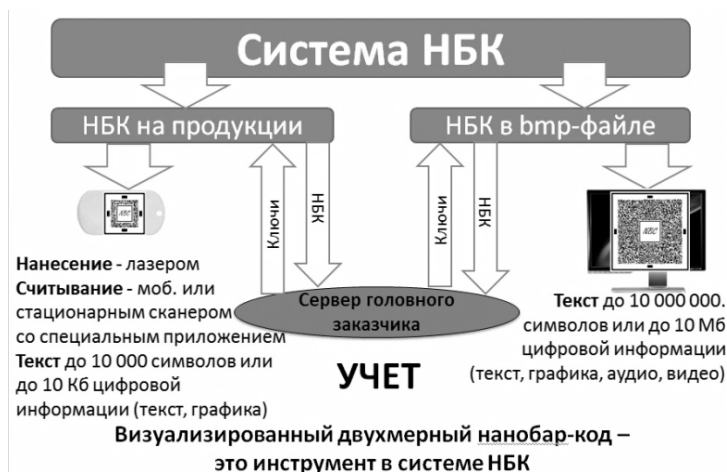 Система НБК
НБК на продукции
НБК в bmp-файле
Ключи
НБК
Ключи
НБК
NBC
NBC
Нанесение - лазером
Считывание - моб. или
стационарным сканером
со специальным приложением
Текст до 10 000 символов или
до 10 Кб цифровой
информации (текст, графика)
Сервер головного
заказчика
УЧЕТ
Текст до 10 000 000.
символов или до 10 Мб
цифровой информации
(текст, графика, аудио, видео)
Визуализированный двухмерный нанобар-код –
это инструмент в системе НБК